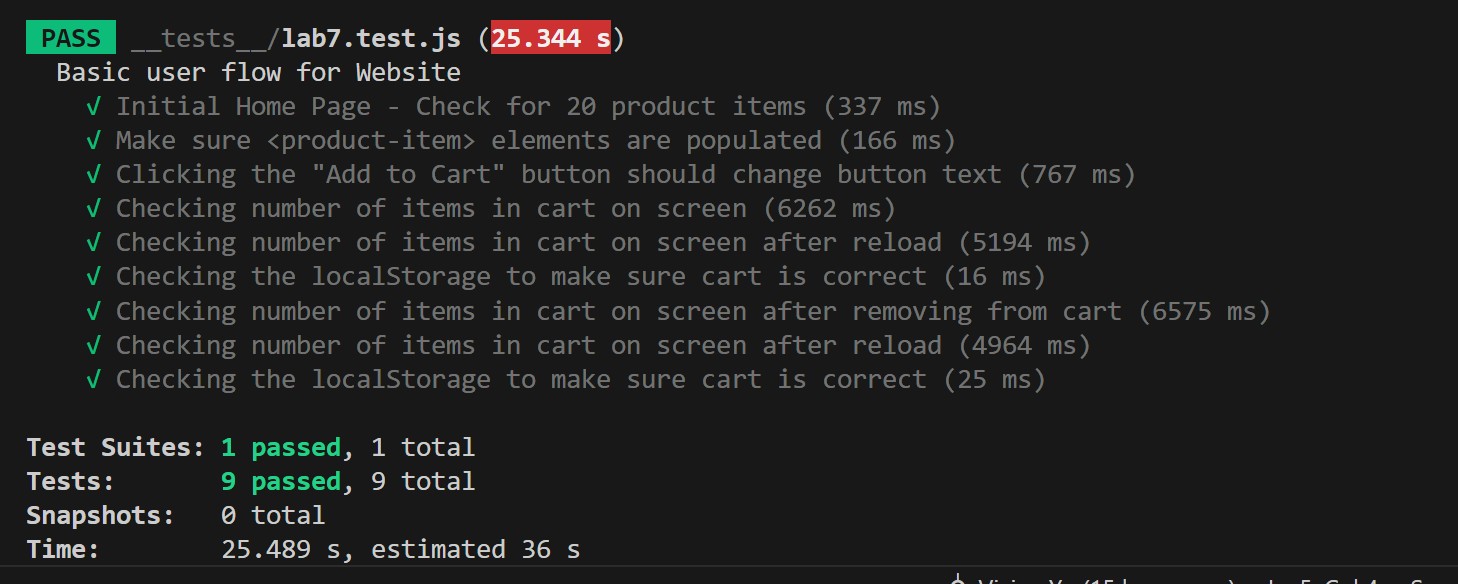 PASS __tests__/lab7.test.js (25.344 s)
Basic user flow for Website
√ Initial Home Page - Check for 20 product items (337 ms)
√ Make sure <product-item> elements are populated (166 ms)
√ Clicking the "Add to Cart" button should change button text (767 ms)
√ Checking number of items in cart on screen (6262 ms)
√ Checking number of items in cart on screen after reload (5194 ms)
√ Checking the localStorage to make sure cart is correct (16 ms)
√ Checking number of items in cart on screen after removing from cart (6575 ms)
√ Checking number of items in cart on screen after reload (4964 ms)
√ Checking the localStorage to make sure cart is correct (25 ms)
Test Suites: 1 passed, 1 total
Tests: 9 passed, 9 total
Snapshots: 0 total
Time: 25.489 s, estimated 36 s